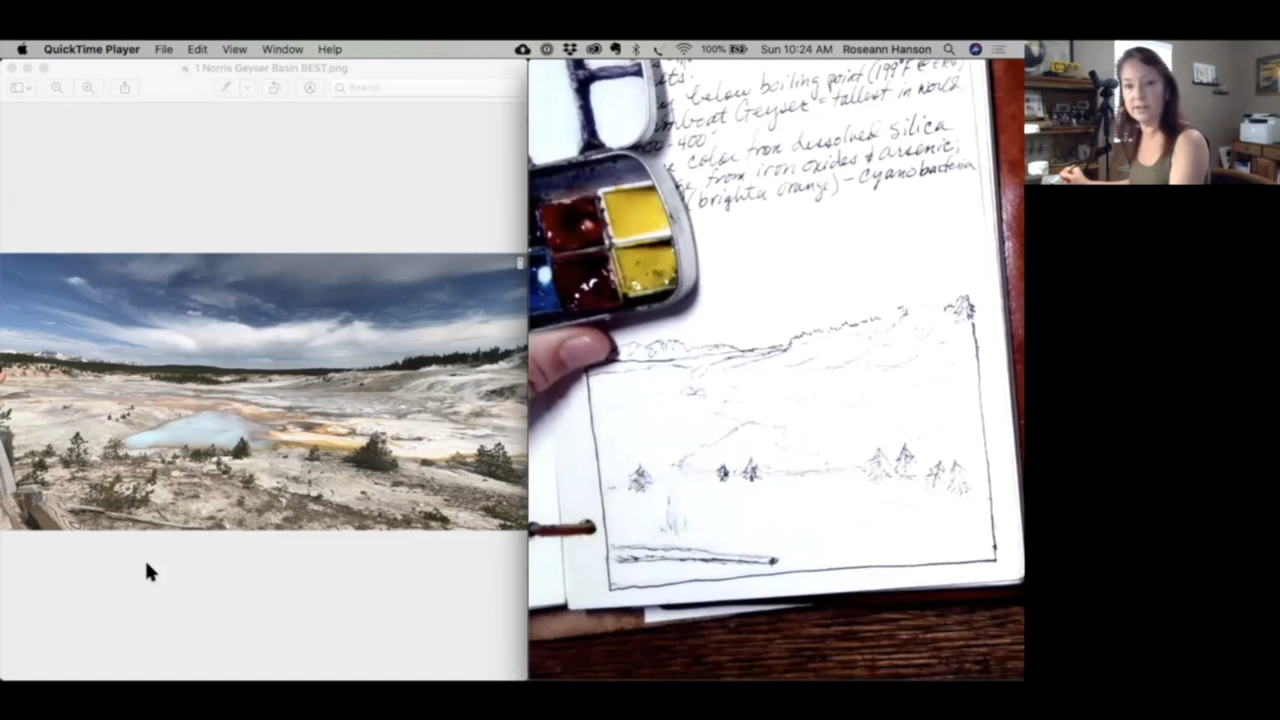 QuickTime Player File Edit View Window Help 100% Sun 10:24 AM Roseann Hanson
1 Norris Geyser Basin BEST.png
Search
below boiling point (199°F @
Geyser = tallest in world
400'
color from dissolved silica
from iron oxides & arsenic;
(brighter orange) - cyanobacteria